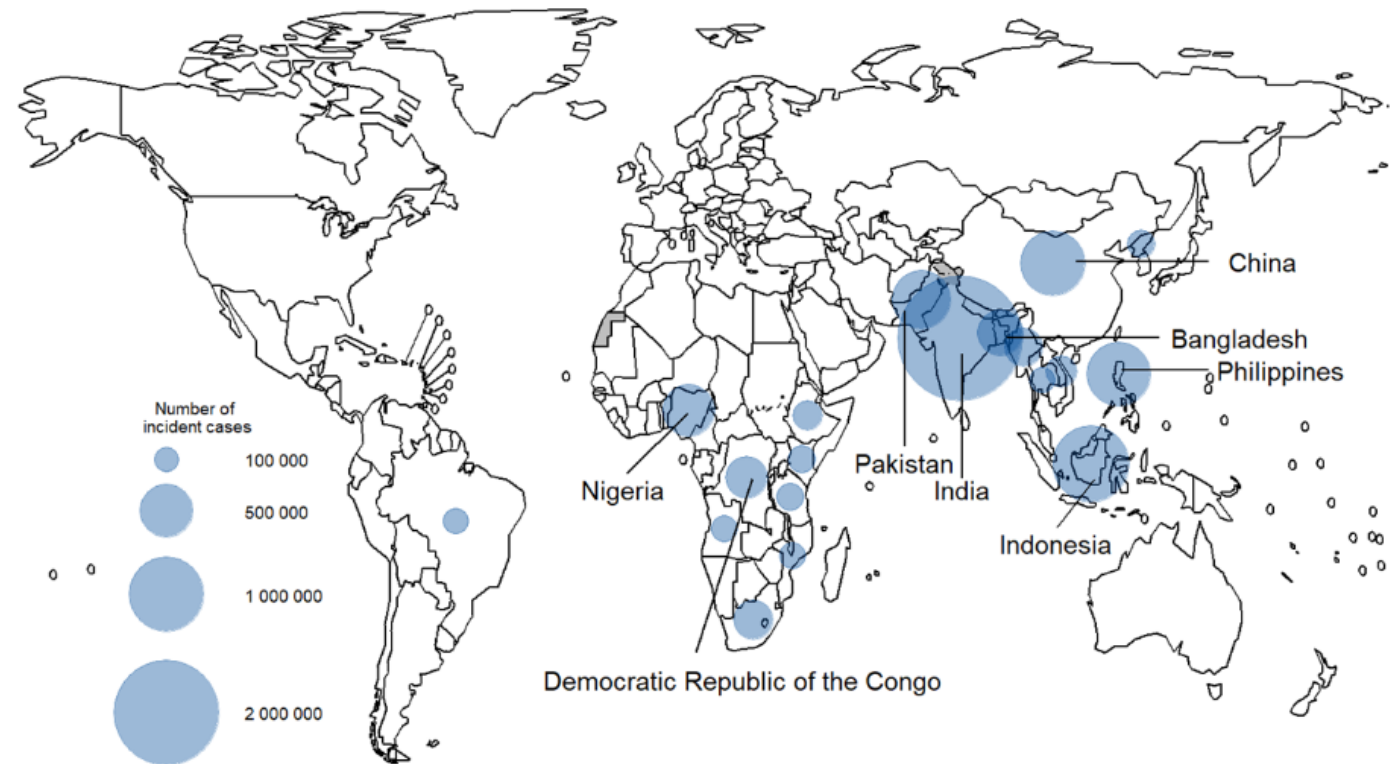 China
Bangladesh
Philippines
Number of
incident cases
100 000
Pakistan
Nigeria
India
500 000
Indonesia
1 000 000
Democratic Republic of the Congo
2 000 000